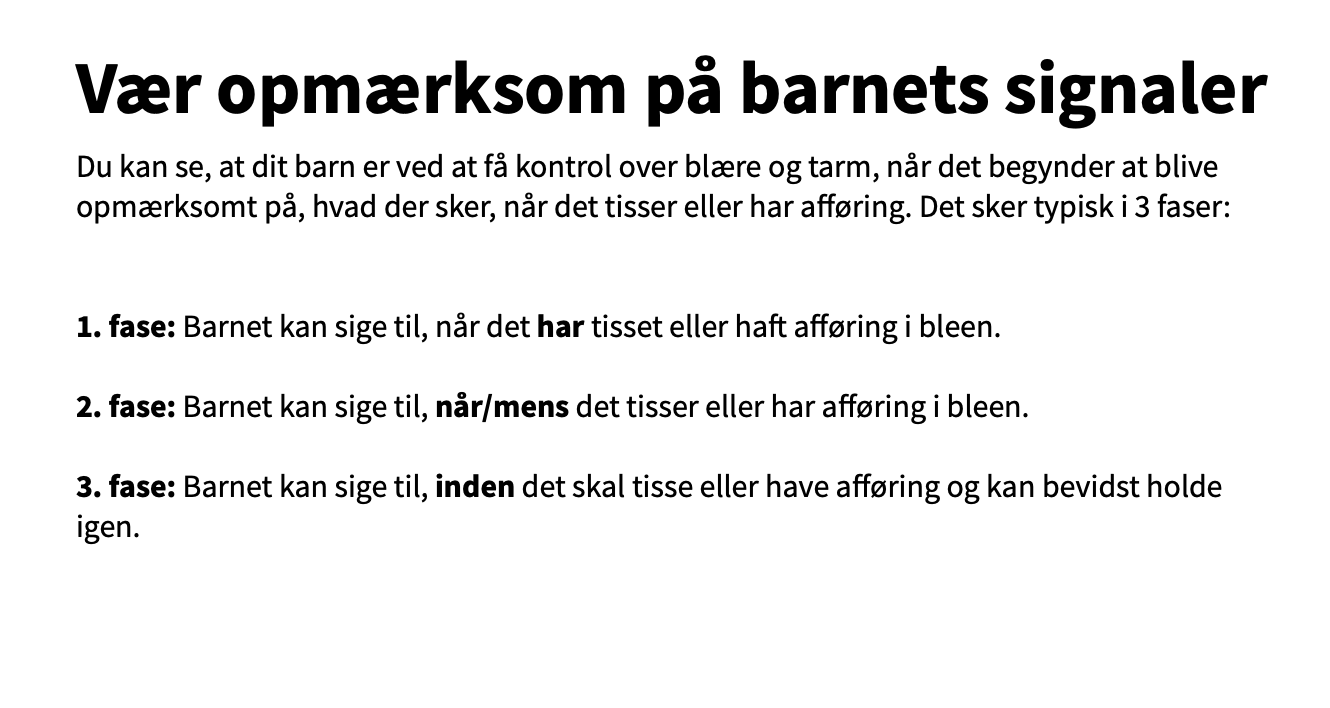 Vær opmærksom på barnets signaler
Du kan se, at dit barn er ved at få kontrol over blære og tarm, når det begynder at blive
opmærksomt på, hvad der sker, når det tisser eller har afføring. Det sker typisk i 3 faser:
1. fase: Barnet kan sige til, når det har tisset eller haft afføring i bleen.
2. fase: Barnet kan sige til, når/mens det tisser eller har afføring i bleen.
3. fase: Barnet kan sige til, inden det skal tisse eller have afføring og kan bevidst holde
igen.